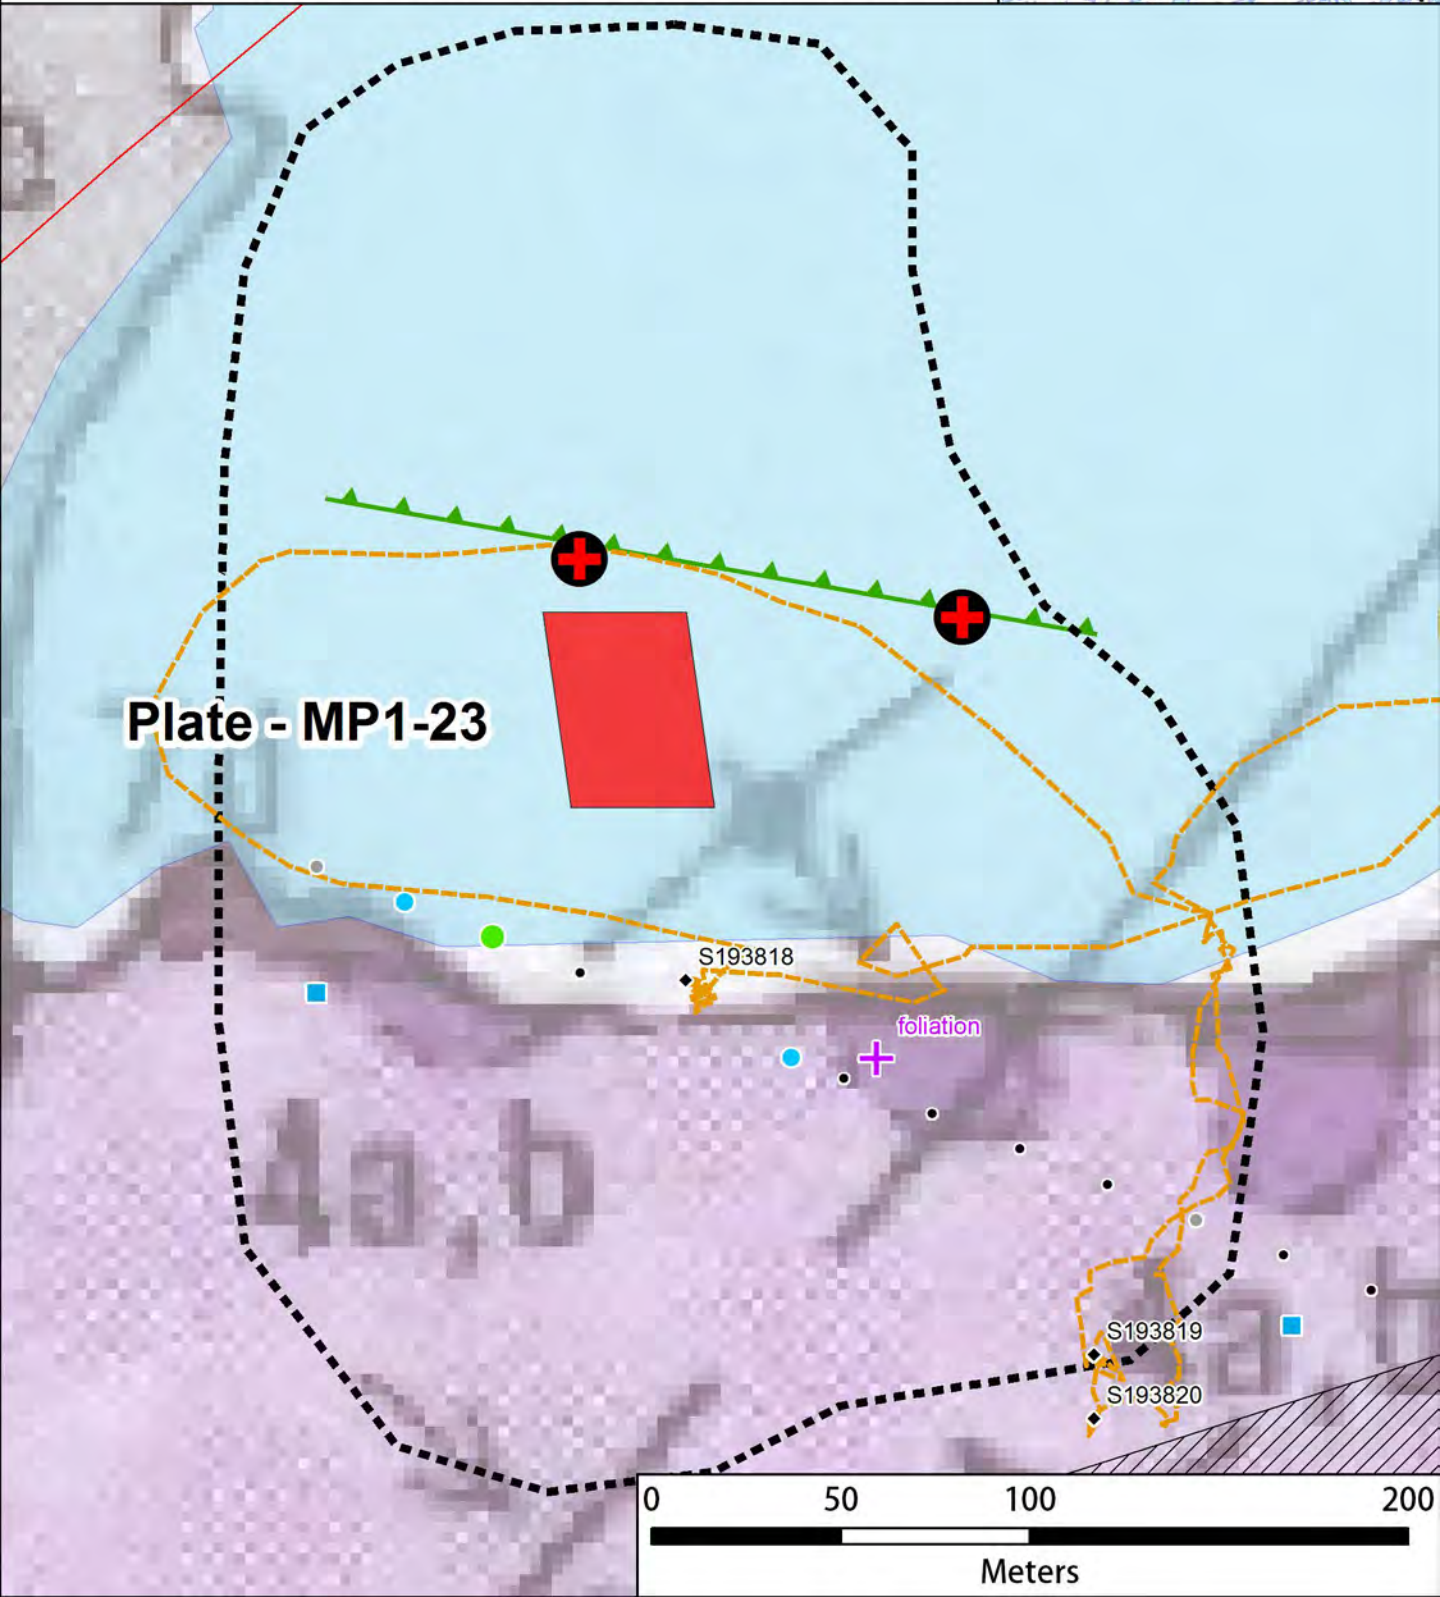 Plate - MP1-23
S193818
foliation
4a,b
S193819
S193820
0 50 100 200
Meters